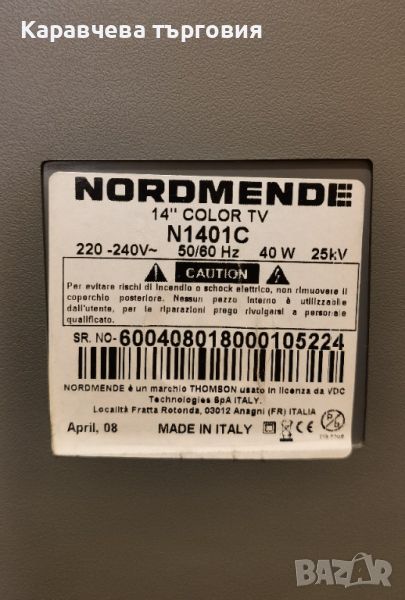 Каравчева търговия
NORDMENDE
14" COLOR TV
N1401C
220 -240V~ 50/60 Hz 40 W 25kV
CAUTION
Per evitare rischi di incendio o schock elettrico, non rimuovere il
coperchio posteriore. Nessun pezzo interno è utilizzabile
dall'utente, per le riparazioni prego rivolgersi a personale
qualificato.
SR. NO-600408018000105224
NORDMENDE è un marchio THOMSON usato in licenza da VDC
Technologies SpA ITALY.
Località Fratta Rotonda, 03012 Anagni (FR) ITALIA
April, 08 MADE IN ITALY CE
BAZAR